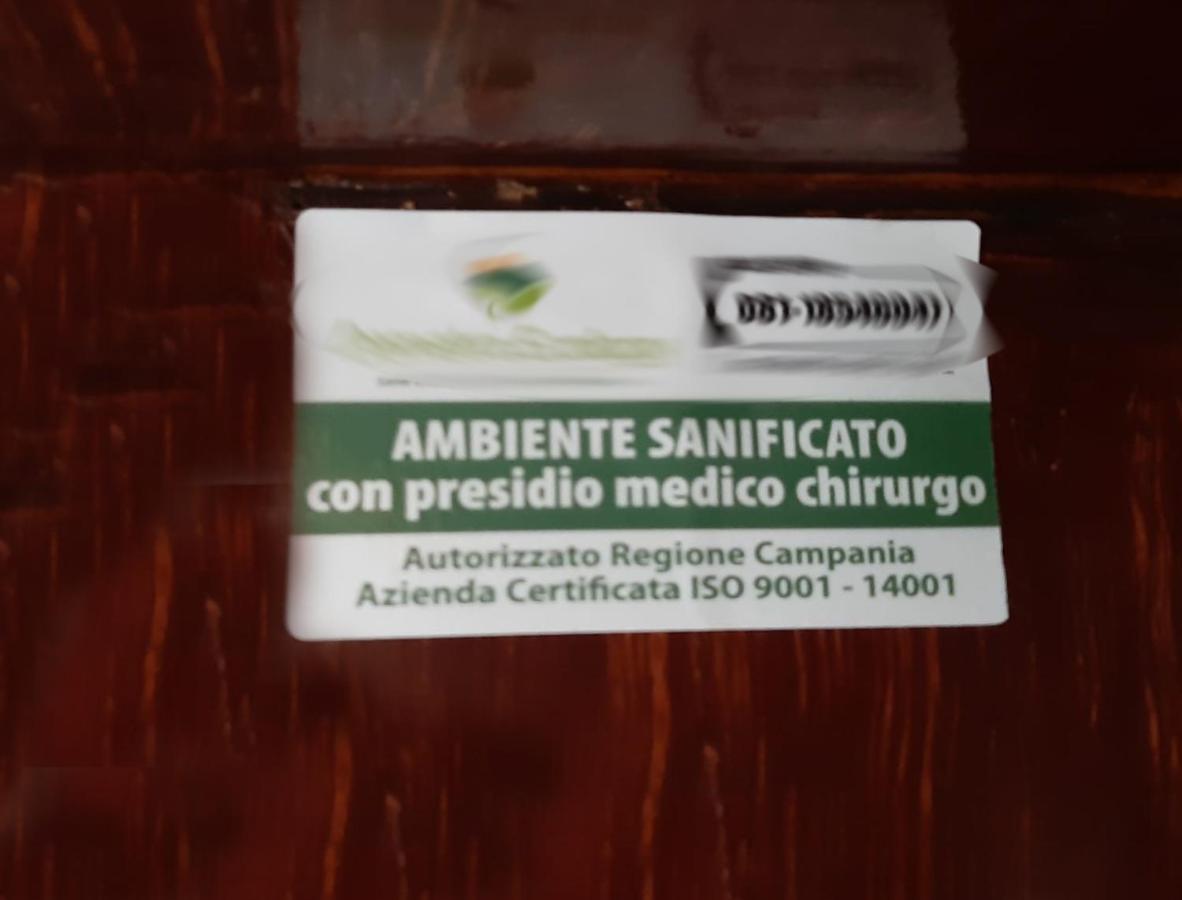 AMBIENTE SANIFICATO
con presidio medico chirurgo
Autorizzato Regione Campania
Azienda Certificata ISO 9001 - 14001